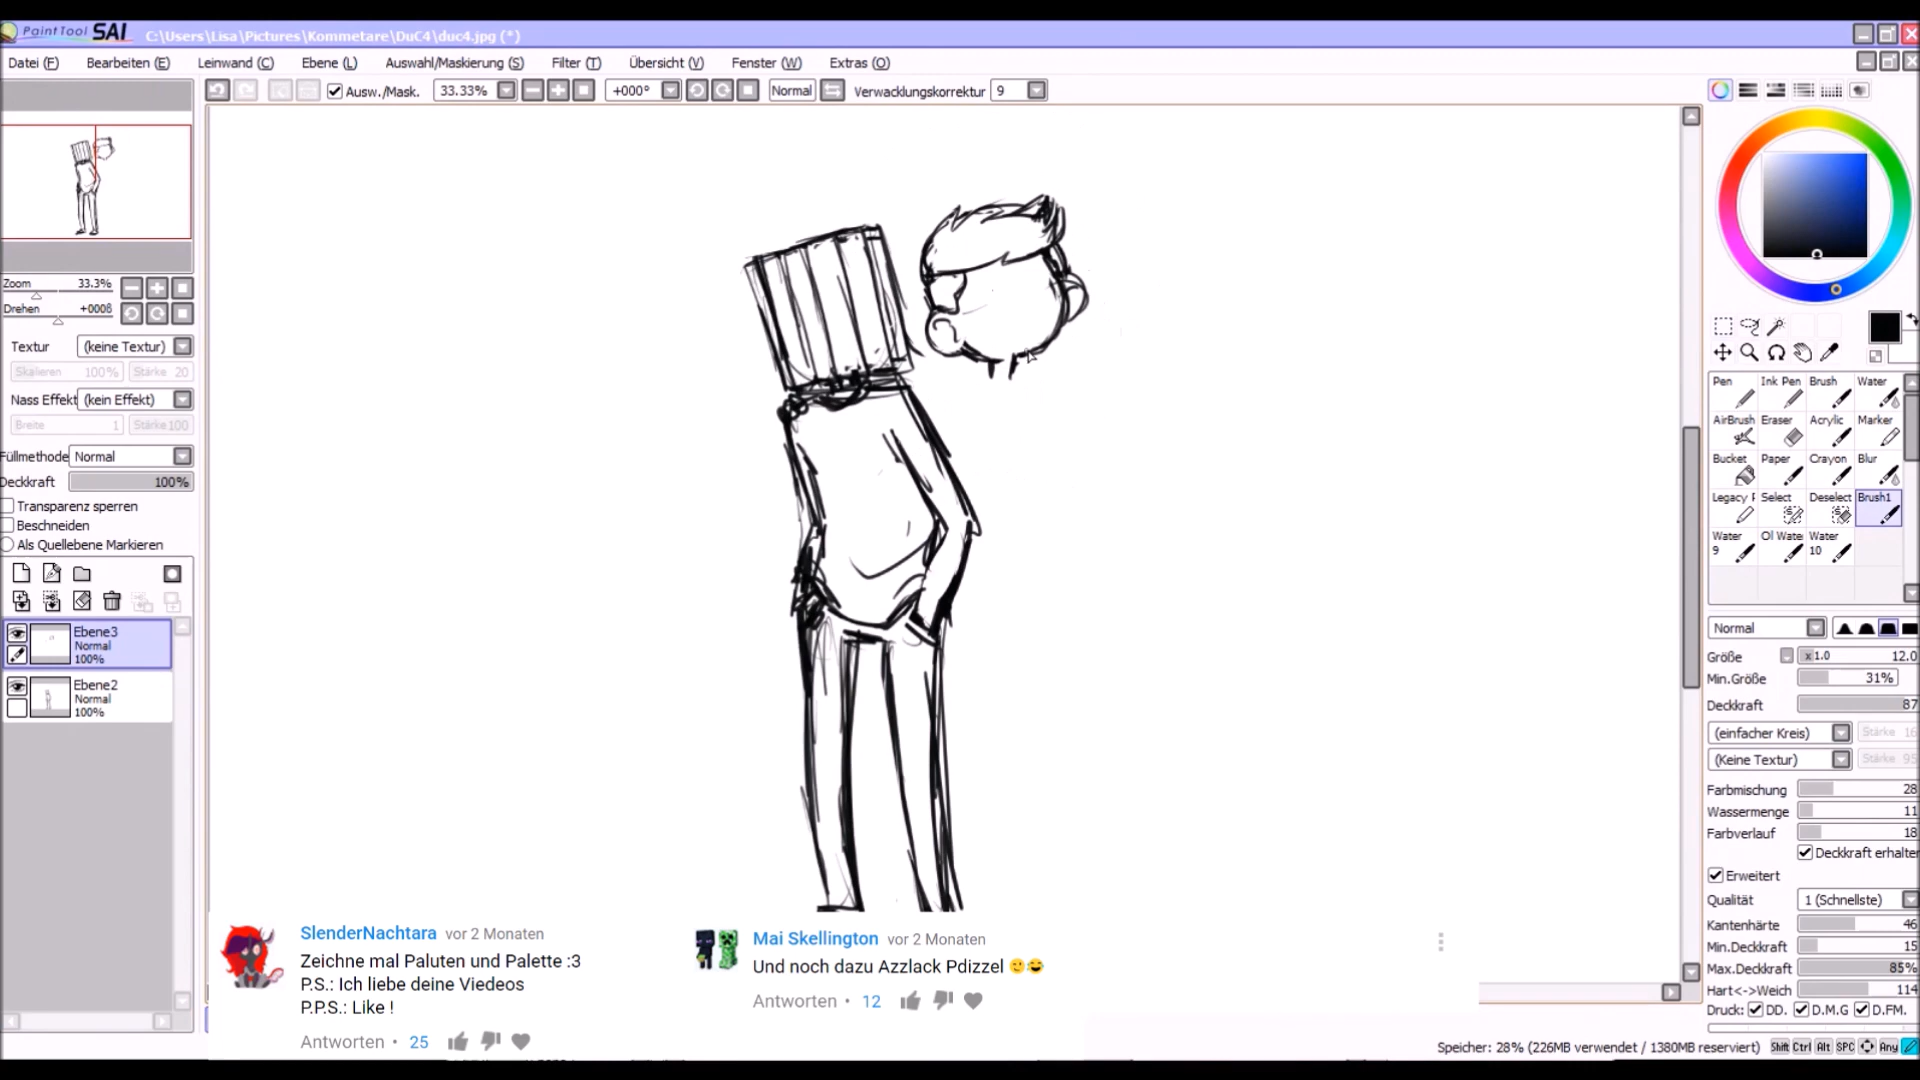 PaintTool SAI C:\Users\Lisa\Pictures\Kommetare\DuC4\duc4.jpg (*)
Datei (F) Bearbeiten (E) Leinwand (C) Ebene (L) Auswahl/Maskierung (S) Filter (T) Übersicht (V) Fenster (W) Extras (O)
Ausw./Mask. 33.33% +000° Normal Verwacklungskorrektur 9
Zoom 33.3%
Drehen +000
Textur (keine Textur)
Skalieren 100% Stärke 20
Nass Effekt (kein Effekt)
Breite 1 Stärke 100
Füllmethode Normal
Deckkraft 100%
Transparenz sperren
Beschneiden
Als Quellebene Markieren
Ebene3
Normal
100%
Ebene2
Normal
100%
Pen Ink Pen Brush Water
AirBrush Eraser Acrylic Marker
Bucket Paper Crayon Blur
Legacy Select Deselect Brush1
Water Ol Wate Water
9 10
Normal
Größe x1.0 12.0
Min.Größe 31%
Deckkraft 87
(einfacher Kreis) Stärke 16
(Keine Textur) Stärke 95
Farbmischung 28
Wassermenge 11
Farbverlauf 18
Deckkraft erhalter
Erweitert
Qualität 1 (Schnellste)
Kantenhärte 46
Min.Deckkraft 15
Max.Deckkraft 85%
Hart<->Weich 114
Druck: DD. D.M.G D.FM.
Speicher: 28% (226MB verwendet / 1380MB reserviert) Shift Ctrl Alt SPC Any
SlenderNachtara vor 2 Monaten
Zeichne mal Paluten und Palette :3
P.S.: Ich liebe deine Viedeos
P.P.S.: Like !
Antworten • 25
Mai Skellington vor 2 Monaten
Und noch dazu Azzlack Pdizzel 🙂😂
Antworten • 12